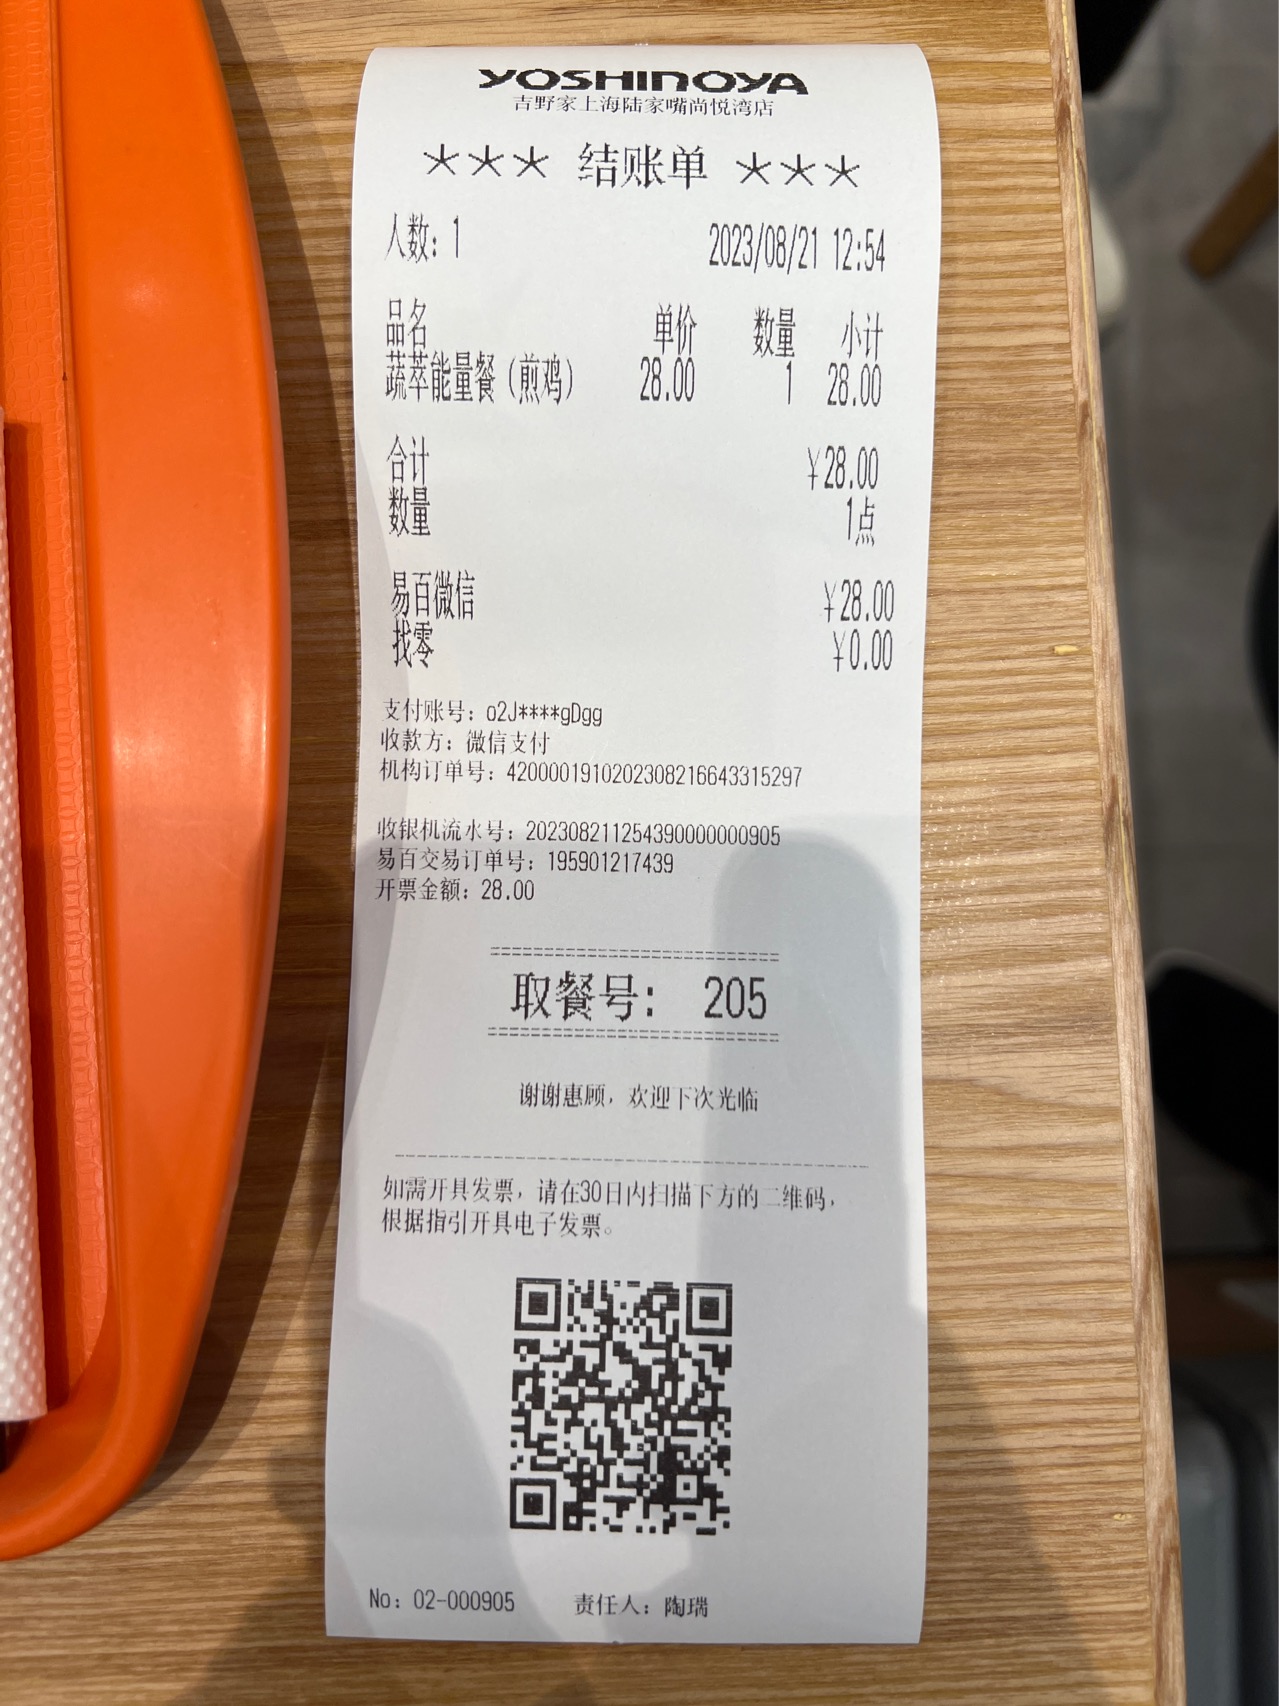 YOSHINOYA
吉野家上海陆家嘴尚悦湾店
*** 结账单 ***
人数：1 2023/08/21 12:54
品名 单价 数量 小计
蔬萃能量餐（煎鸡） 28.00 1 28.00
合计 ¥28.00
数量 1点
易百微信 ¥28.00
找零 ¥0.00
支付账号：o2J****gDgg
收款方：微信支付
机构订单号：4200001910202308216643315297
收银机流水号：2023082112543900000000905
易百交易订单号：195901217439
开票金额：28.00
取餐号： 205
谢谢惠顾，欢迎下次光临
如需开具发票，请在30日内扫描下方的二维码，
根据指引开具电子发票。
No：02-000905 责任人：陶瑞